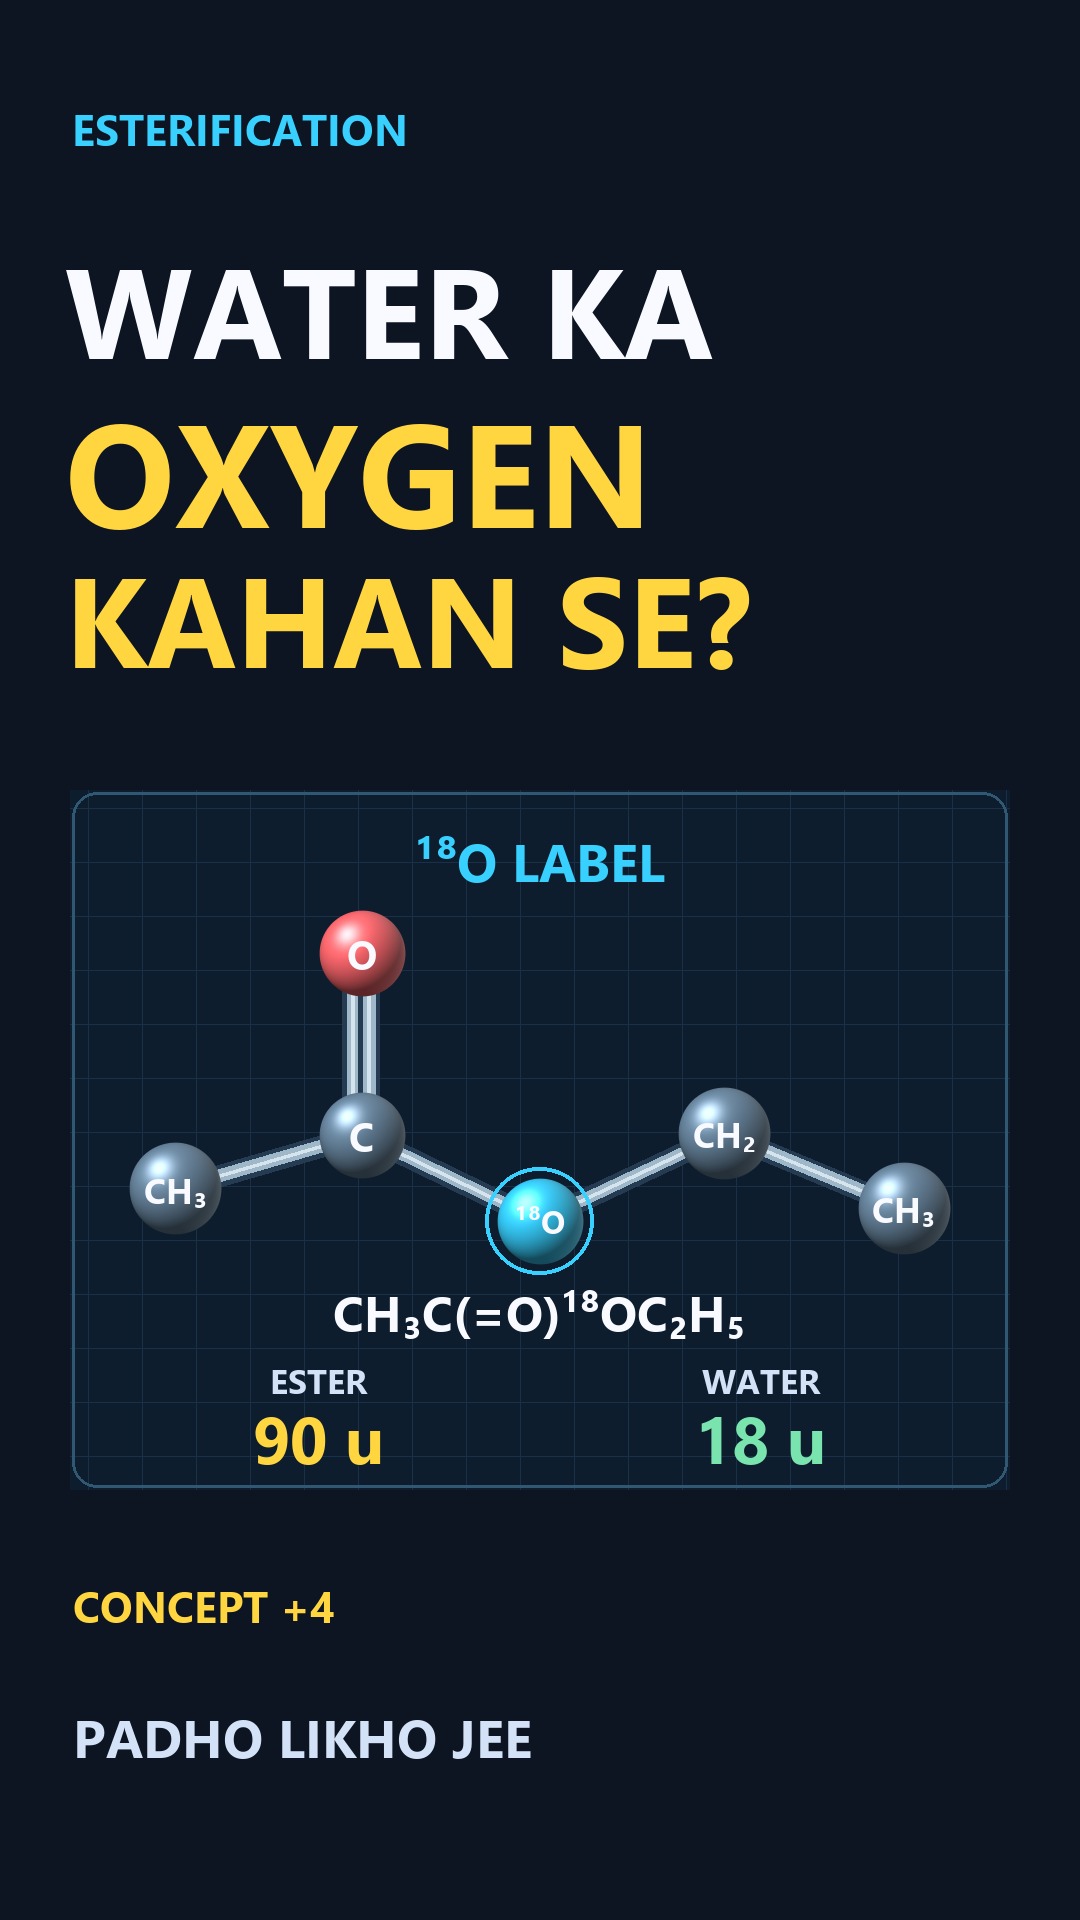 ESTERIFICATION
WATER KA
OXYGEN
KAHAN SE?
¹⁸O LABEL
O
C
CH₂
CH₃
¹⁸O
CH₃
CH₃C(=O)¹⁸OC₂H₅
ESTER
WATER
90 u
18 u
CONCEPT +4
PADHO LIKHO JEE